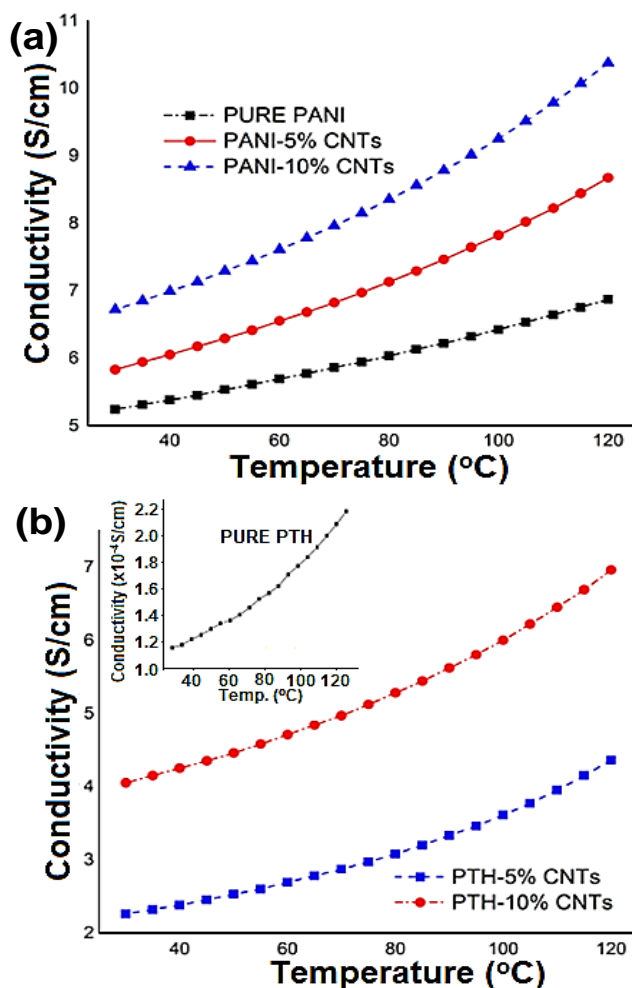 (a)
Conductivity (S/cm)
11
10
9
8
7
6
5
PURE PANI
PANI-5% CNTs
PANI-10% CNTs
40 60 80 100 120
Temperature (ºC)
(b)
Conductivity (S/cm)
7
6
5
4
3
2
Conductivity (x10⁻⁴S/cm)
2.2
2.0
1.8
1.6
1.4
1.2
1.0
PURE PTH
40 60 80 100 120
Temp. (ºC)
PTH-5% CNTs
PTH-10% CNTs
40 60 80 100 120
Temperature (ºC)